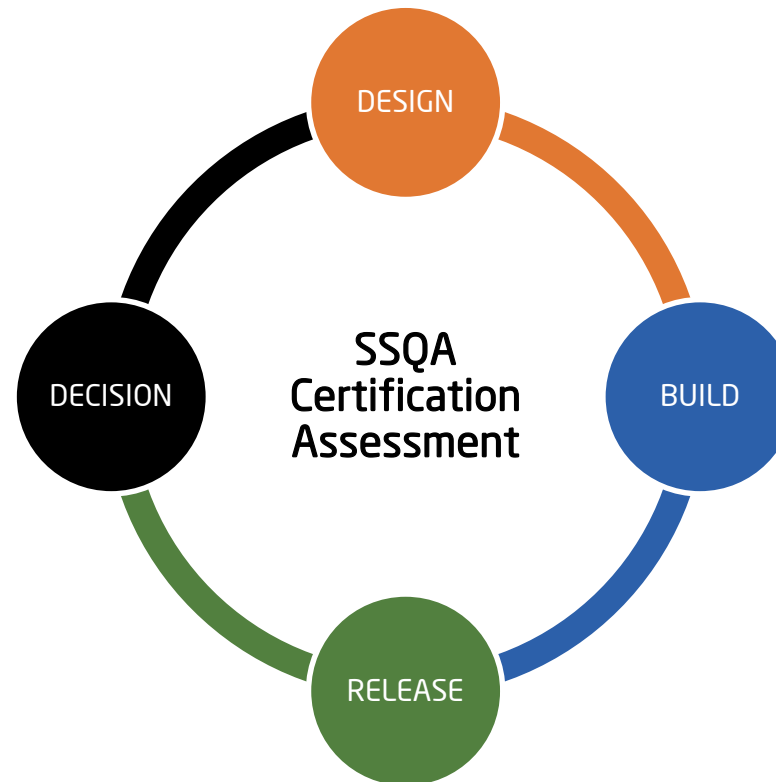 DESIGN
SSQA
Certification
Assessment
DECISION
BUILD
RELEASE